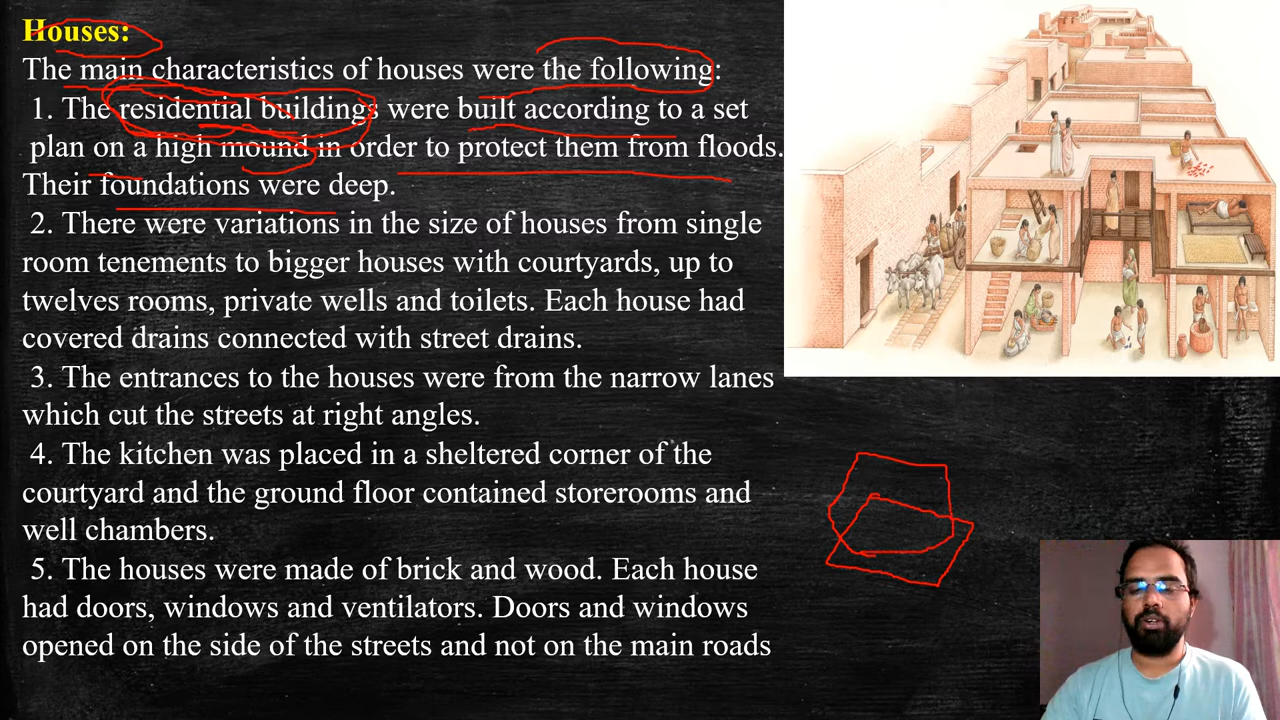 Houses:
The main characteristics of houses were the following:
1. The residential buildings were built according to a set
plan on a high mound in order to protect them from floods.
Their foundations were deep.
2. There were variations in the size of houses from single
room tenements to bigger houses with courtyards, up to
twelves rooms, private wells and toilets. Each house had
covered drains connected with street drains.
3. The entrances to the houses were from the narrow lanes
which cut the streets at right angles.
4. The kitchen was placed in a sheltered corner of the
courtyard and the ground floor contained storerooms and
well chambers.
5. The houses were made of brick and wood. Each house
had doors, windows and ventilators. Doors and windows
opened on the side of the streets and not on the main roads